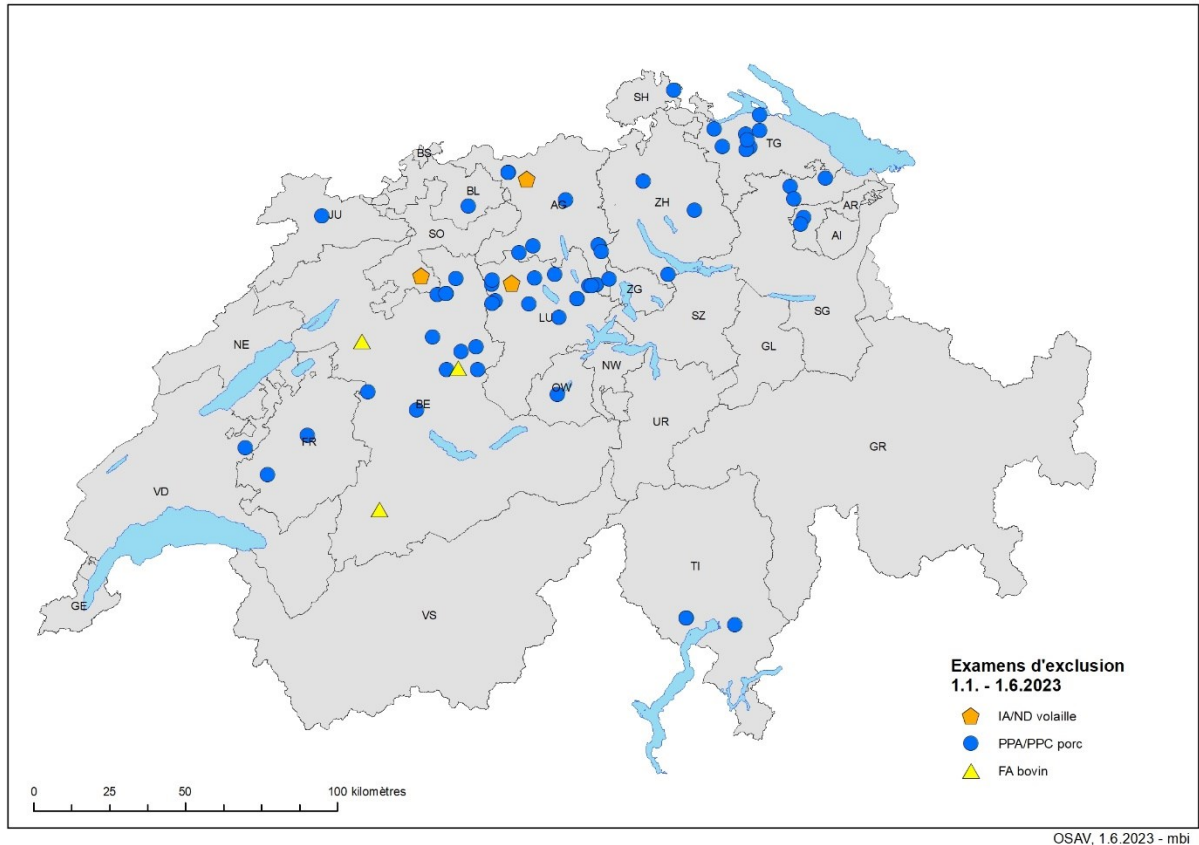 SH
BS
TG
BL
AG
ZH
JU
AR
SO
AI
ZG
LU
SZ
SG
NE
GL
NW
OW
BE
UR
FR
GR
VD
TI
GE
VS
Examens d'exclusion
1.1. - 1.6.2023
IA/ND volaille
PPA/PPC porc
FA bovin
0 25 50 100 kilomètres
OSAV, 1.6.2023 - mbi